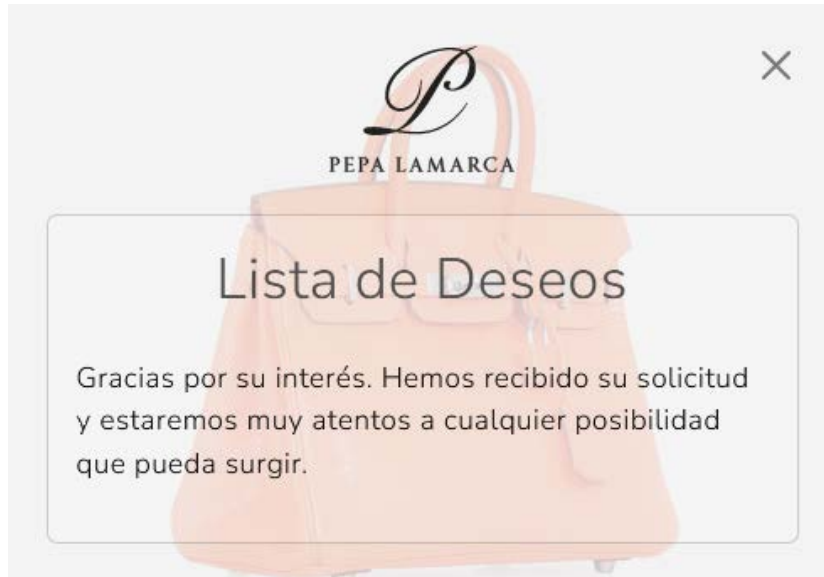 PEPA LAMARCA
Lista de Deseos
Gracias por su interés. Hemos recibido su solicitud
y estaremos muy atentos a cualquier posibilidad
que pueda surgir.